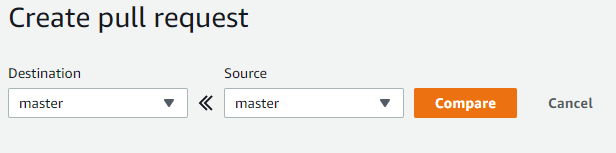 Create pull request
Destination Source
master « master Compare Cancel